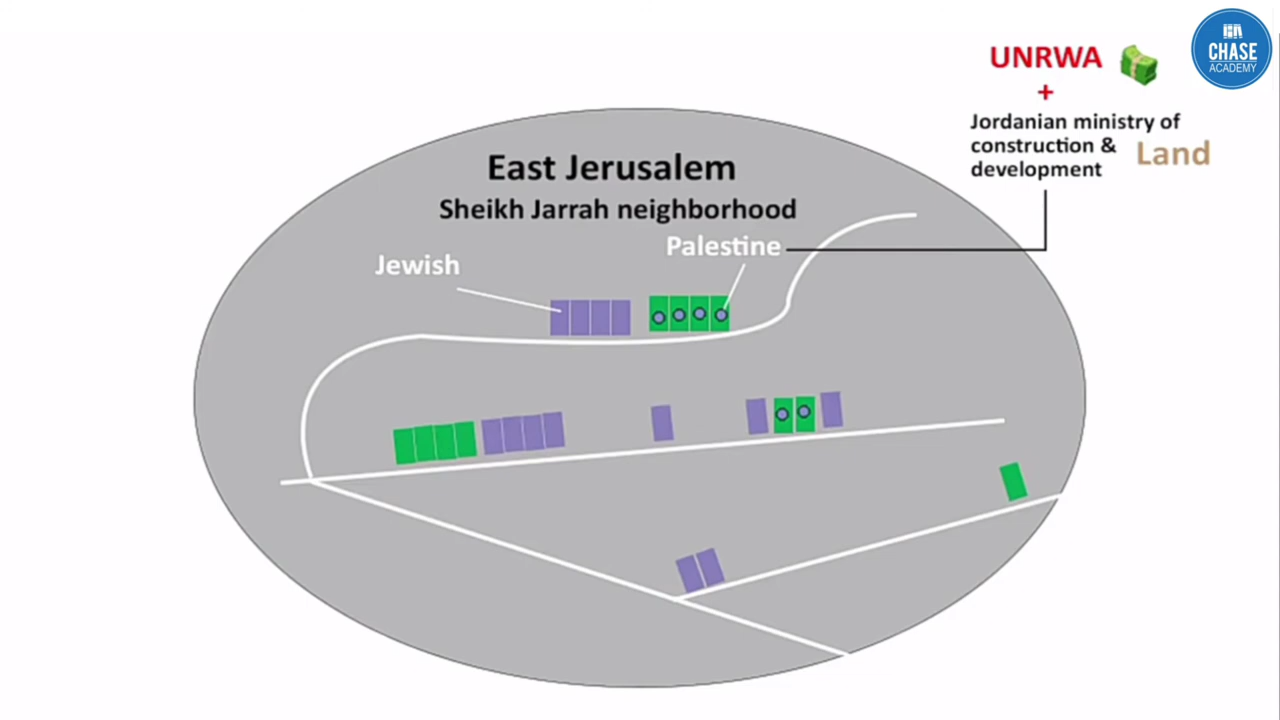 CHASE
ACADEMY
UNRWA
+
Jordanian ministry of
construction &
development
Land
East Jerusalem
Sheikh Jarrah neighborhood
Palestine
Jewish